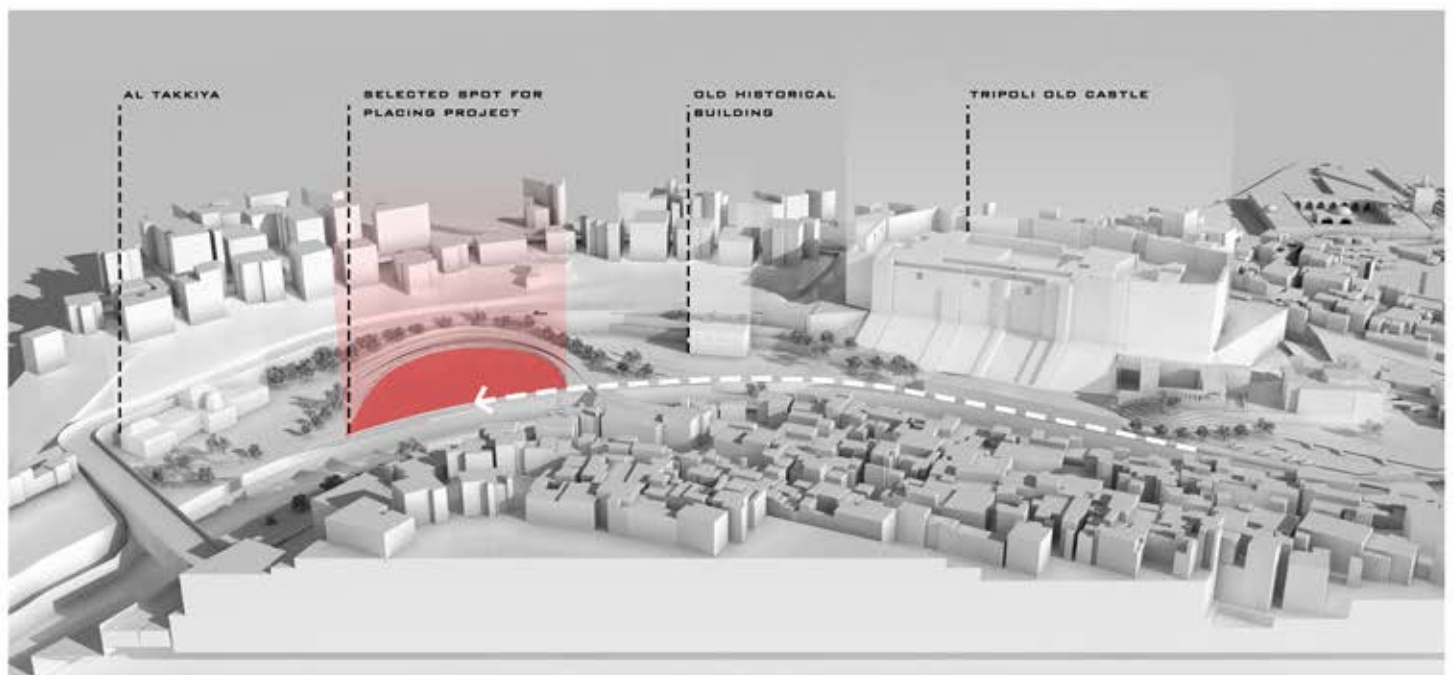 AL TAKKIYA
SELECTED SPOT FOR
PLACING PROJECT
OLD HISTORICAL
BUILDING
TRIPOLI OLD CASTLE